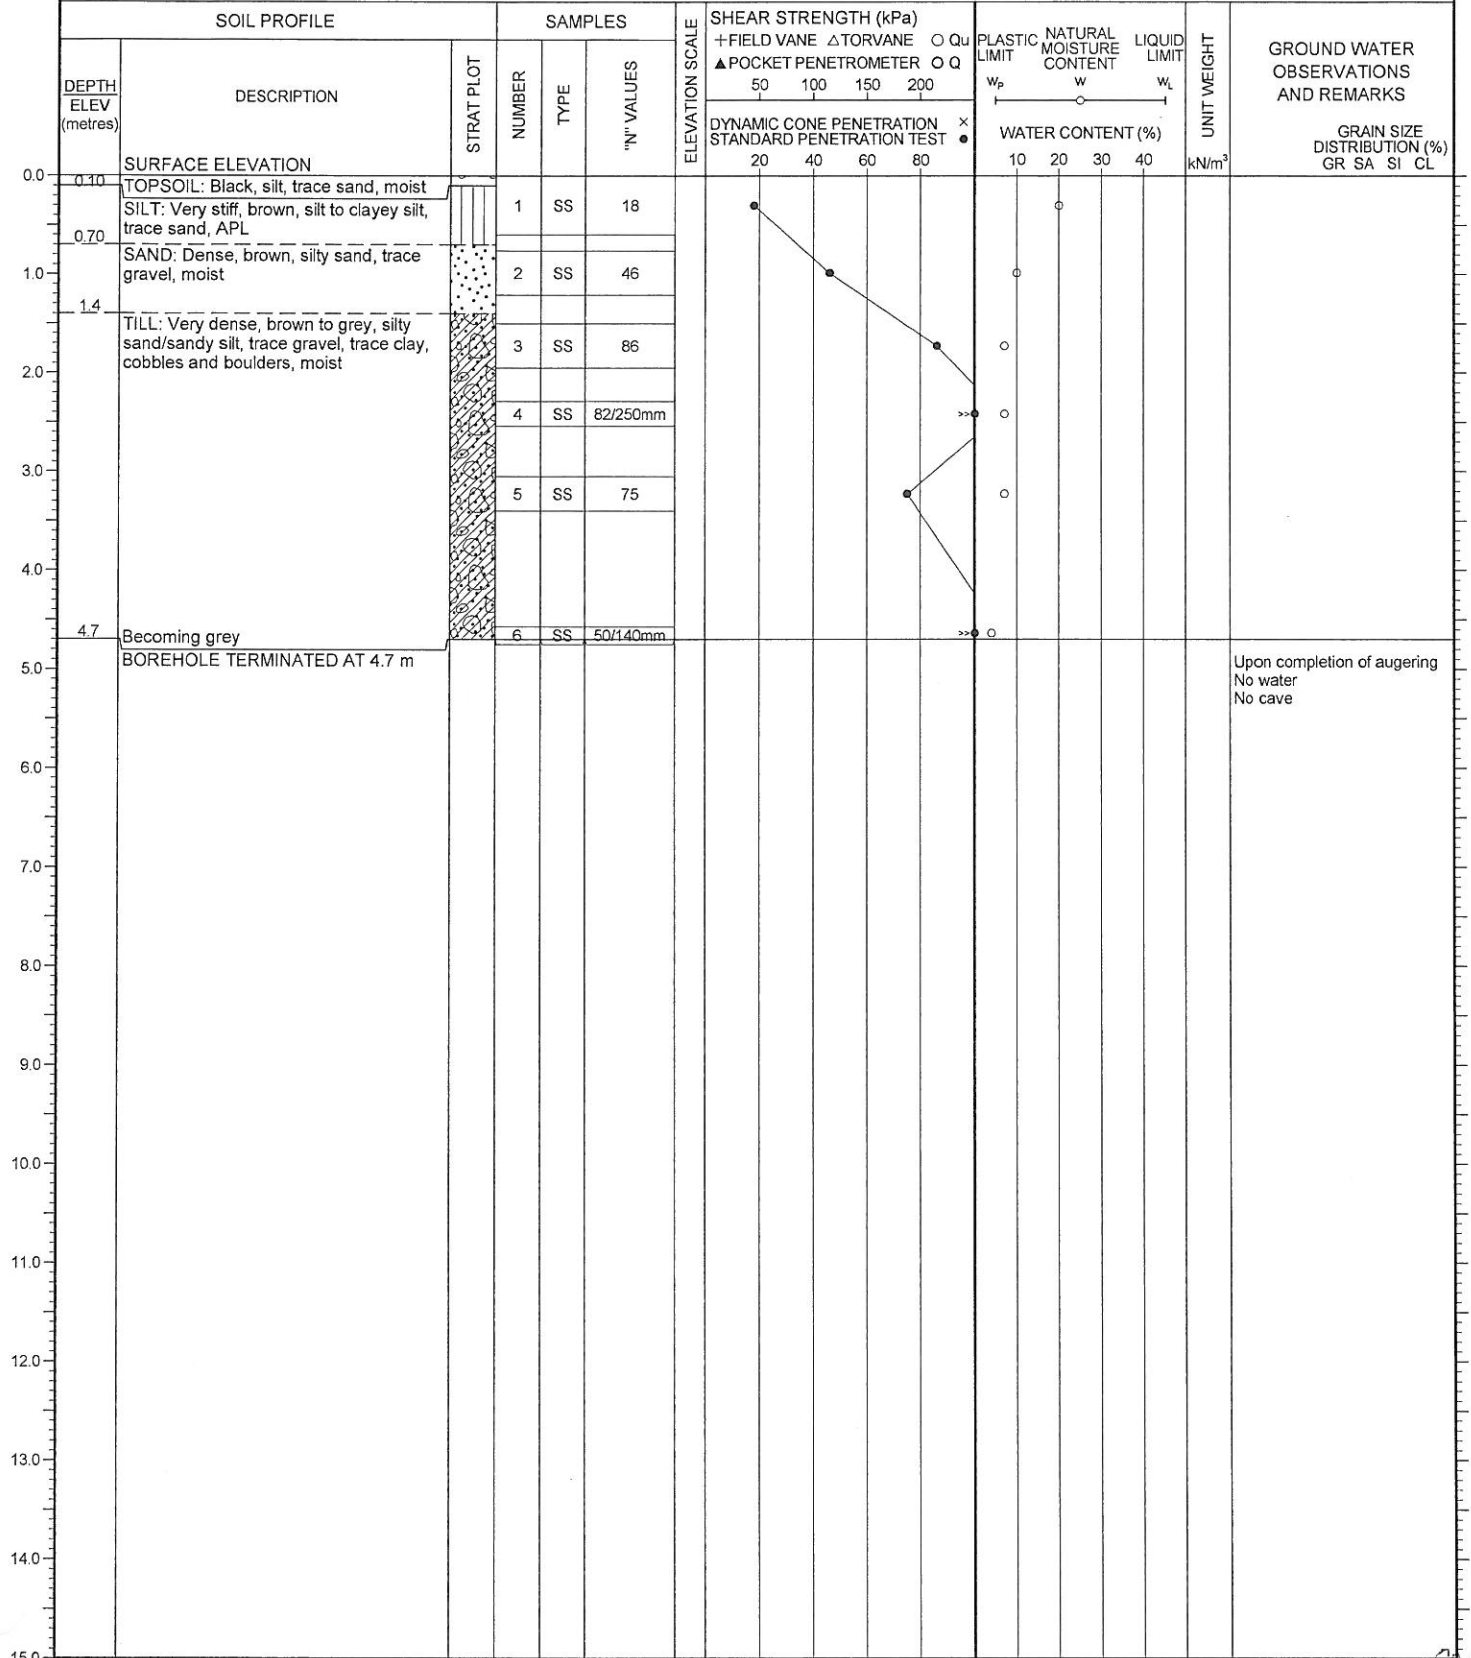 SOIL PROFILE
SAMPLES
DEPTH
ELEV
(metres)
DESCRIPTION
SURFACE ELEVATION
STRAT PLOT
NUMBER
TYPE
"N" VALUES
ELEVATION SCALE
SHEAR STRENGTH (kPa)
+FIELD VANE △TORVANE ○ Qu
▲POCKET PENETROMETER ○ Q
50 100 150 200
DYNAMIC CONE PENETRATION ×
STANDARD PENETRATION TEST ●
20 40 60 80
PLASTIC LIMIT
NATURAL MOISTURE CONTENT
LIQUID LIMIT
WP W WL
WATER CONTENT (%)
10 20 30 40
UNIT WEIGHT
kN/m³
GROUND WATER
OBSERVATIONS
AND REMARKS
GRAIN SIZE
DISTRIBUTION (%)
GR SA SI CL
0.0
0.10
TOPSOIL: Black, silt, trace sand, moist
SILT: Very stiff, brown, silt to clayey silt,
trace sand, APL
1 SS 18
0.70
SAND: Dense, brown, silty sand, trace
gravel, moist
1.0
2 SS 46
1.4
TILL: Very dense, brown to grey, silty
sand/sandy silt, trace gravel, trace clay,
cobbles and boulders, moist
3 SS 86
2.0
4 SS 82/250mm
>>
3.0
5 SS 75
4.0
4.7
Becoming grey
6 SS 50/140mm
>>
BOREHOLE TERMINATED AT 4.7 m
5.0
Upon completion of augering
No water
No cave
6.0
7.0
8.0
9.0
10.0
11.0
12.0
13.0
14.0
15.0